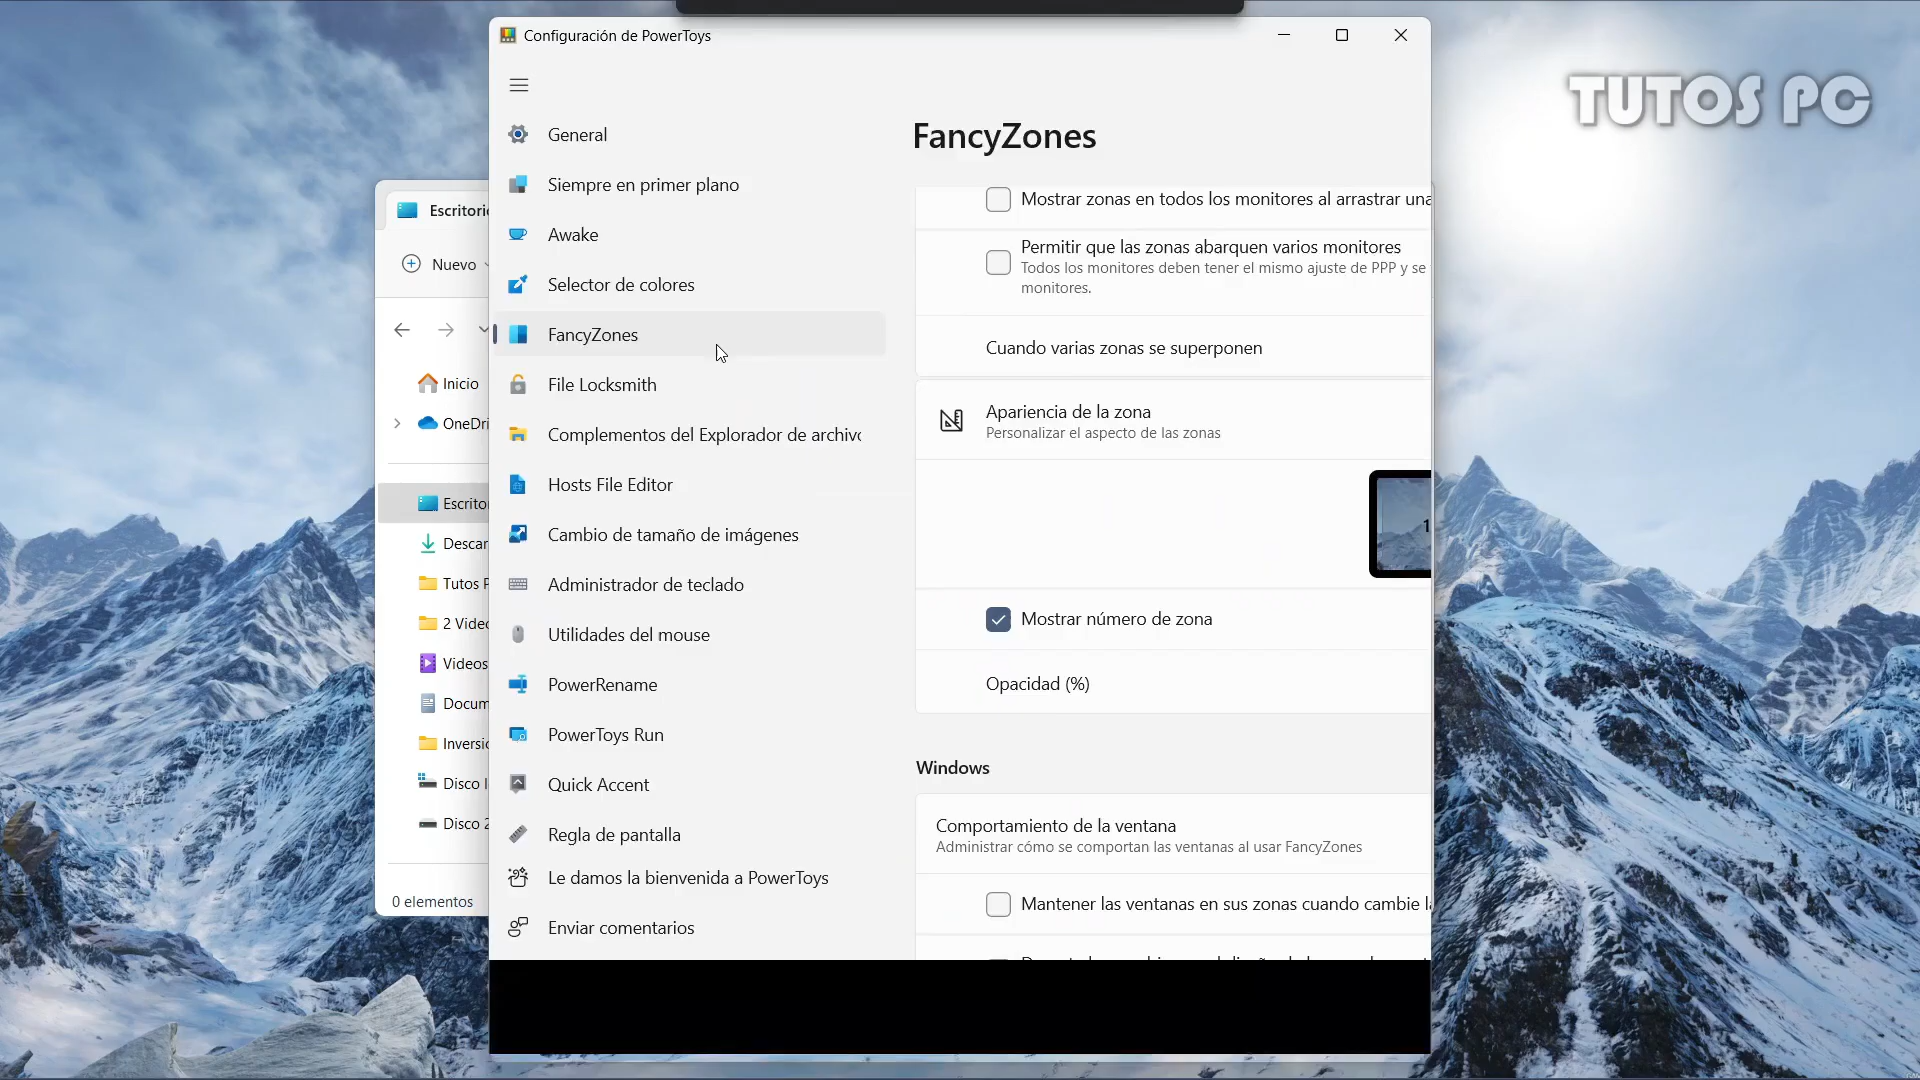 Configuración de PowerToys
TUTOS PC
General
Siempre en primer plano
Awake
Selector de colores
FancyZones
File Locksmith
Complementos del Explorador de archivo
Hosts File Editor
Cambio de tamaño de imágenes
Administrador de teclado
Utilidades del mouse
PowerRename
PowerToys Run
Quick Accent
Regla de pantalla
Le damos la bienvenida a PowerToys
Enviar comentarios
FancyZones
Mostrar zonas en todos los monitores al arrastrar una
Permitir que las zonas abarquen varios monitores
Todos los monitores deben tener el mismo ajuste de PPP y se
monitores.
Cuando varias zonas se superponen
Apariencia de la zona
Personalizar el aspecto de las zonas
1
Mostrar número de zona
Opacidad (%)
Windows
Comportamiento de la ventana
Administrar cómo se comportan las ventanas al usar FancyZones
Mantener las ventanas en sus zonas cuando cambie l
Escritorio
Nuevo
Inicio
OneDri
Escrito
Descar
Tutos P
2 Video
Videos
Docum
Inversio
Disco
Disco 2
0 elementos